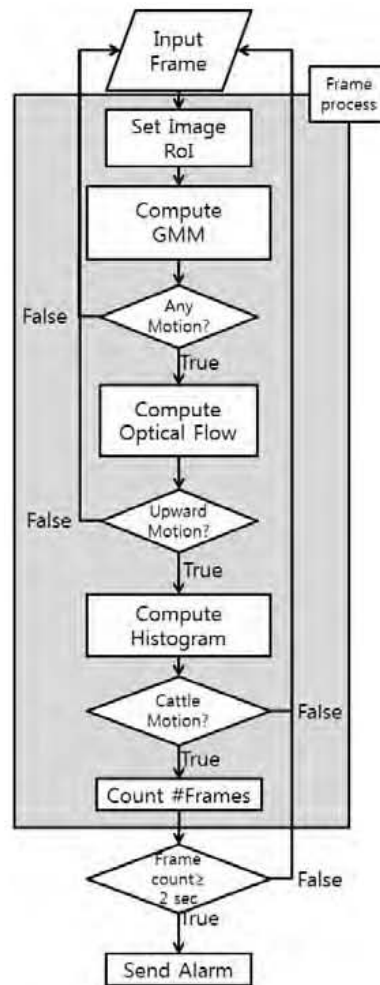 Input
Frame
Frame
process
Set Image
RoI
Compute
GMM
Any
Motion?
False
True
Compute
Optical Flow
Upward
Motion?
False
True
Compute
Histogram
Cattle
Motion?
False
True
Count #Frames
Frame
count≥
2 sec
False
True
Send Alarm